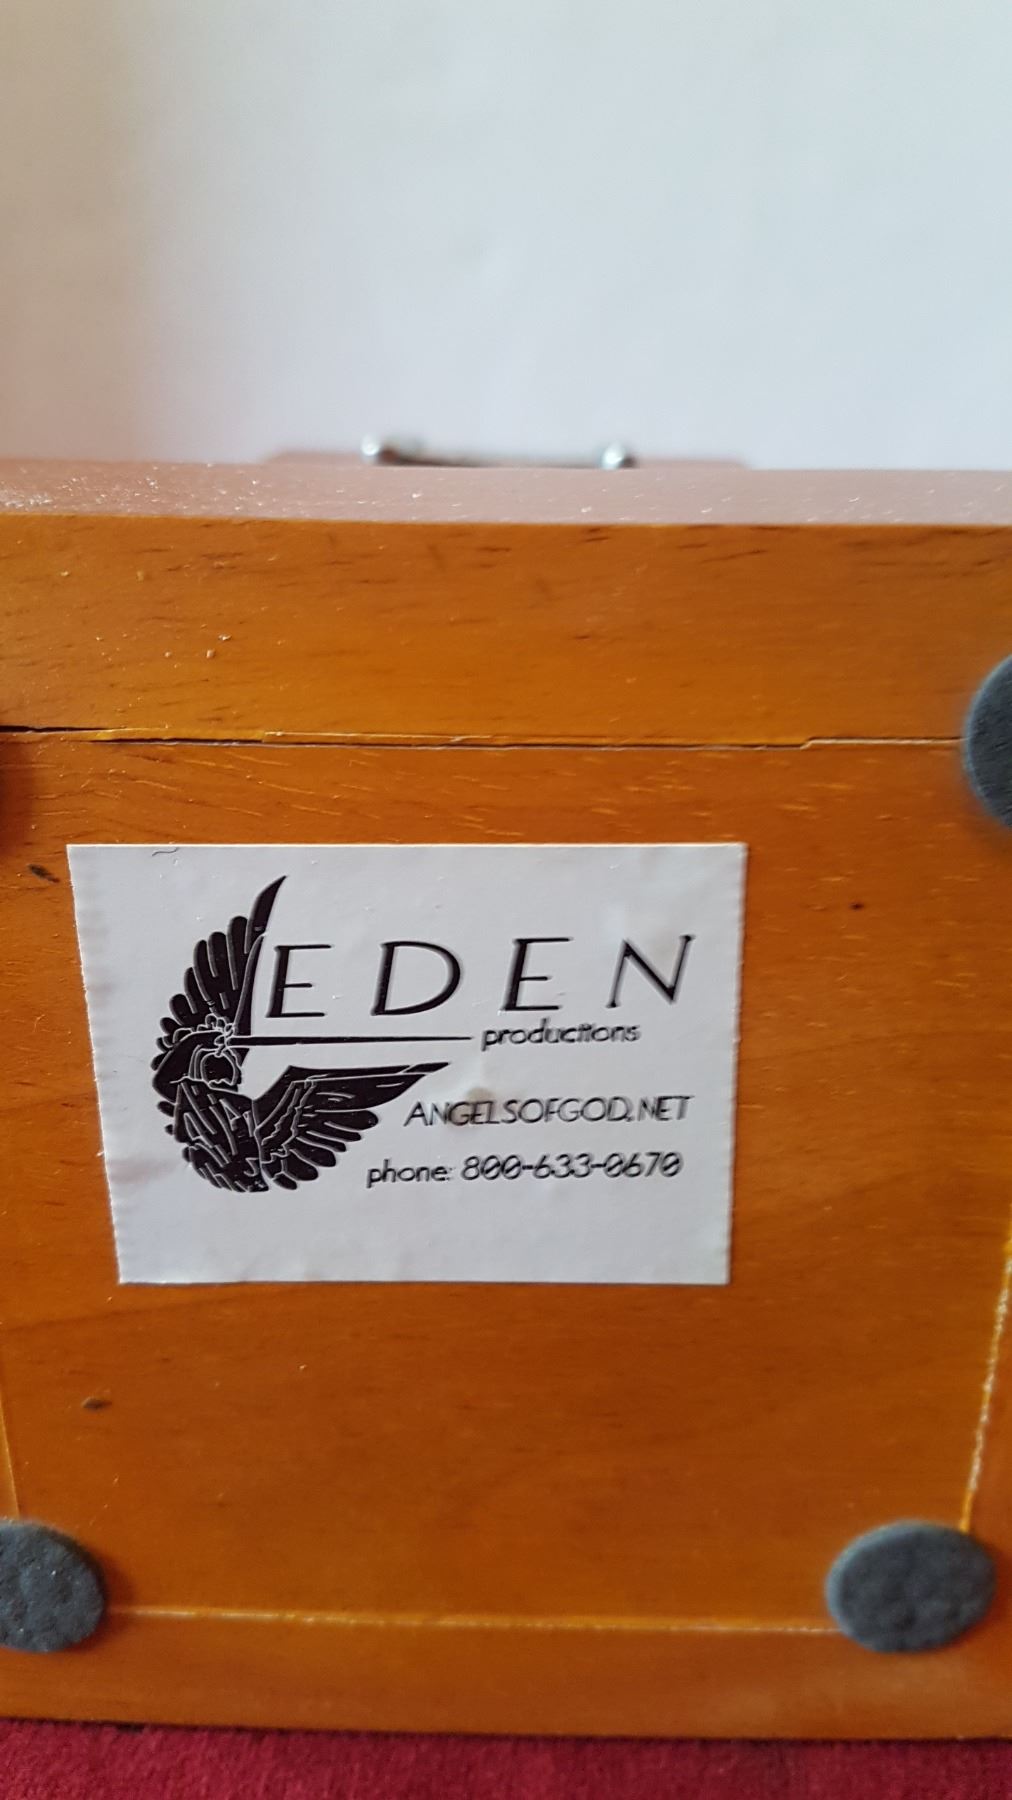 EDEN
productions
ANGELSOFGOD.NET
phone: 800-633-0670